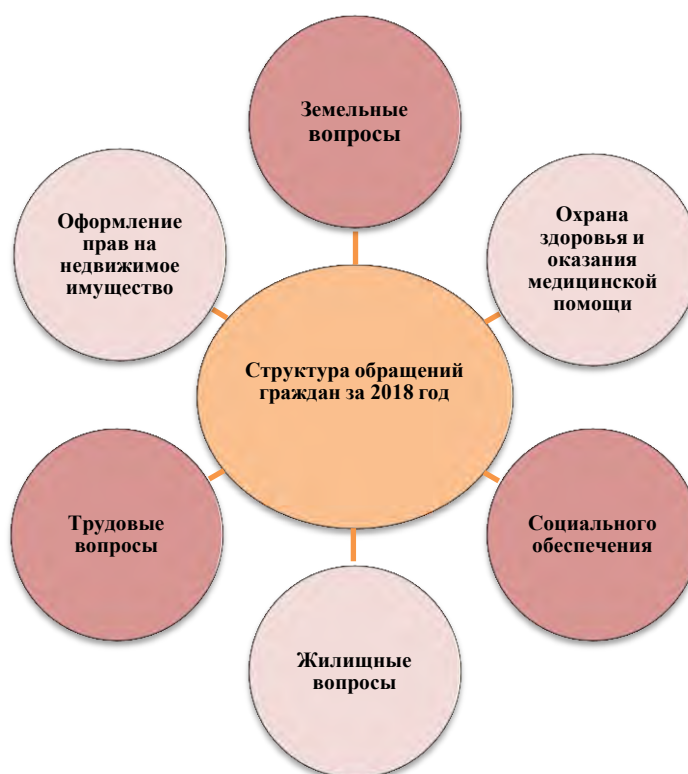 Земельные
вопросы
Оформление
прав на
недвижимое
имущество
Охрана
здоровья и
оказания
медицинской
помощи
Структура обращений
граждан за 2018 год
Трудовые
вопросы
Социального
обеспечения
Жилищные
вопросы